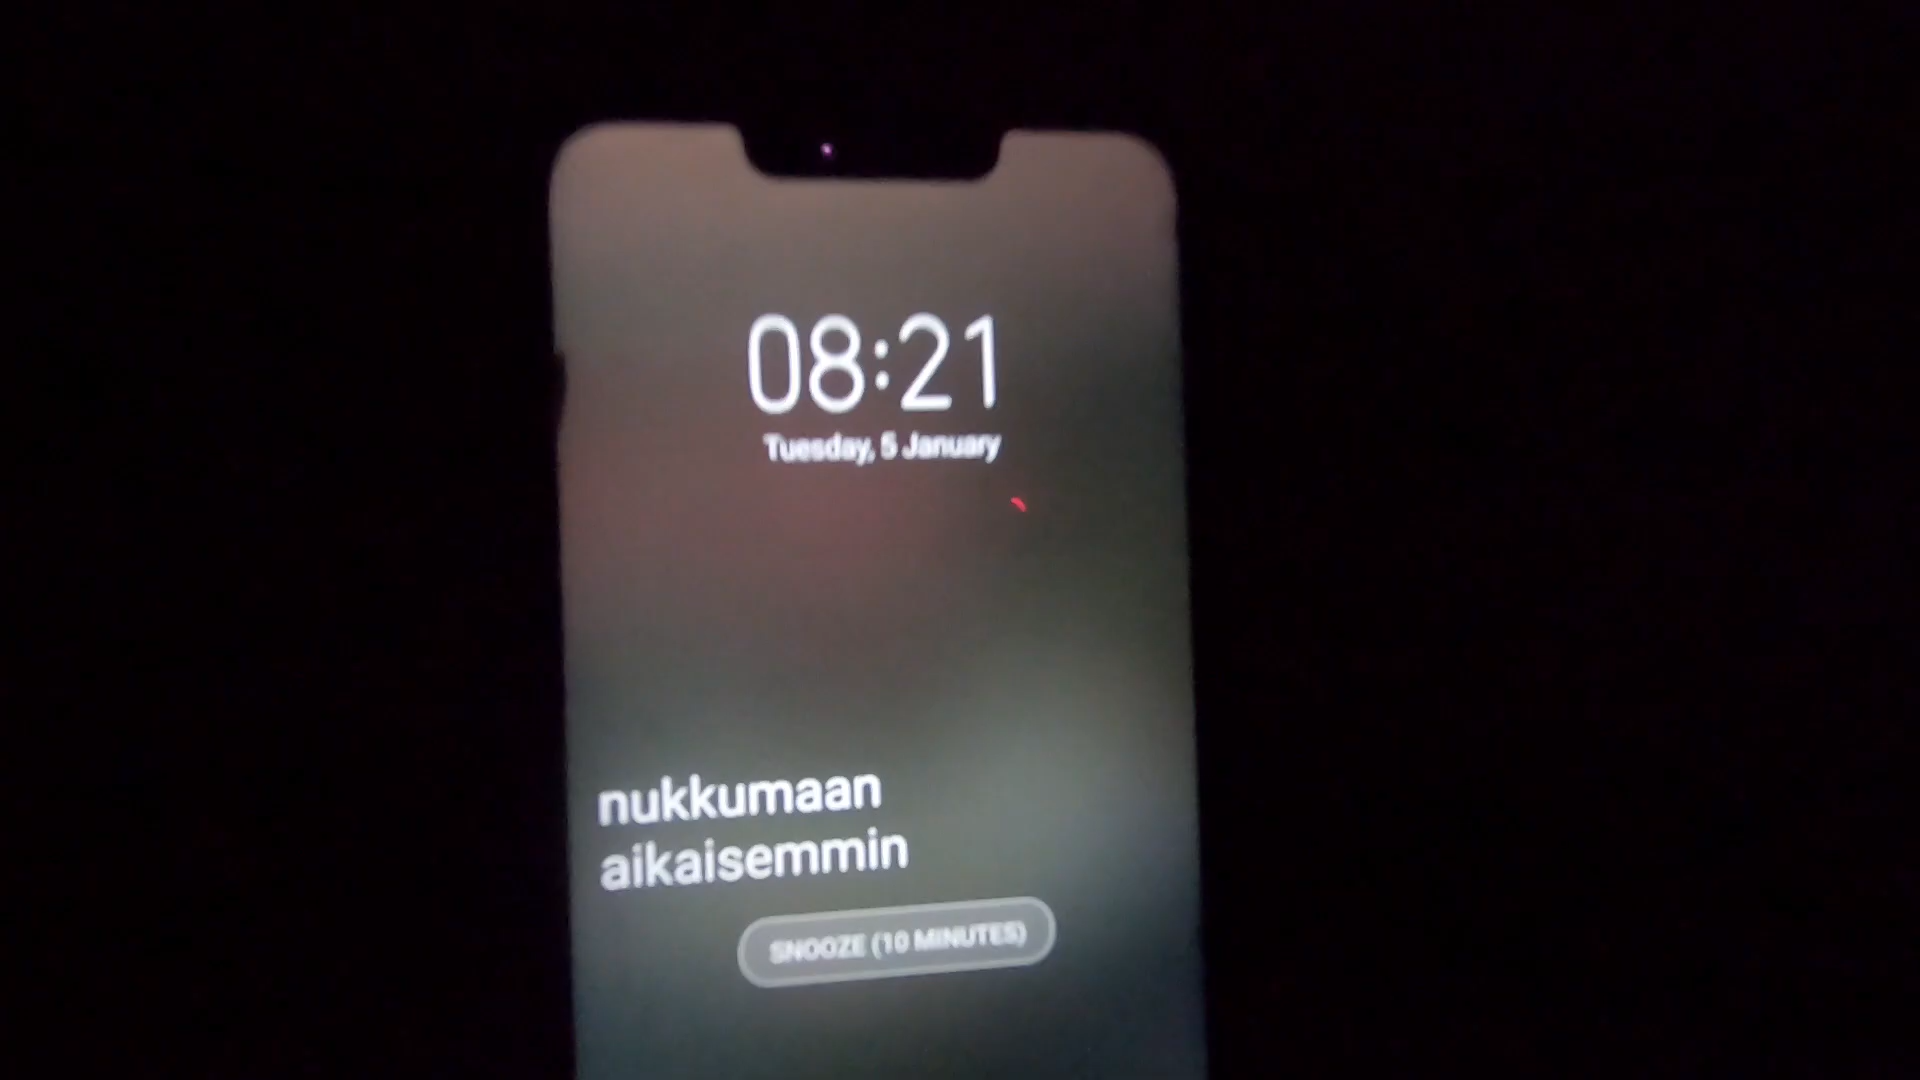 08:21
Tuesday, 5 January
nukkumaan
aikaisemmin
SNOOZE (10 MINUTES)